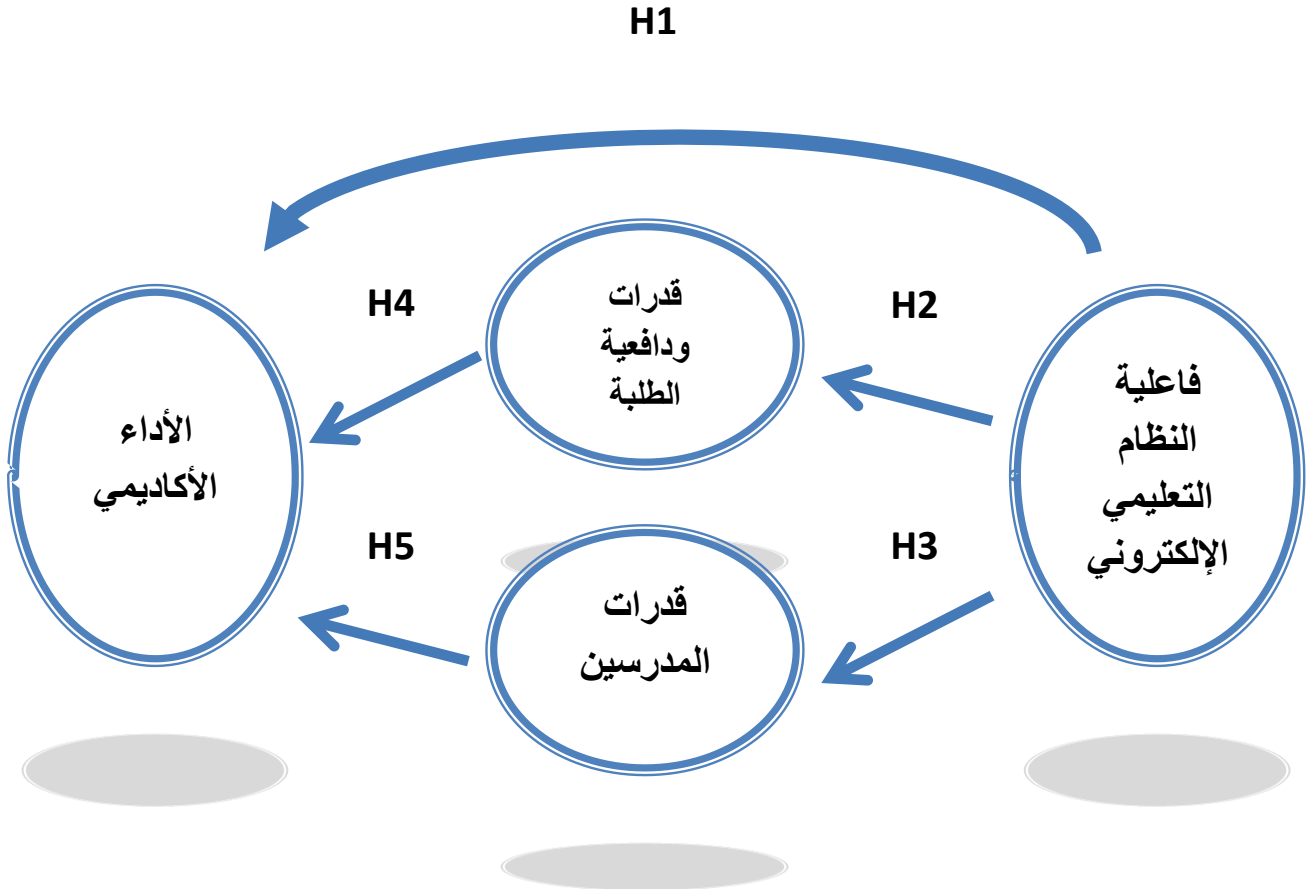 H1
فاعلية
النظام
التعليمي
الإلكتروني
H2
H3
قدرات
ودافعية
الطلبة
قدرات
المدرسين
H4
H5
الأداء
الأكاديمي